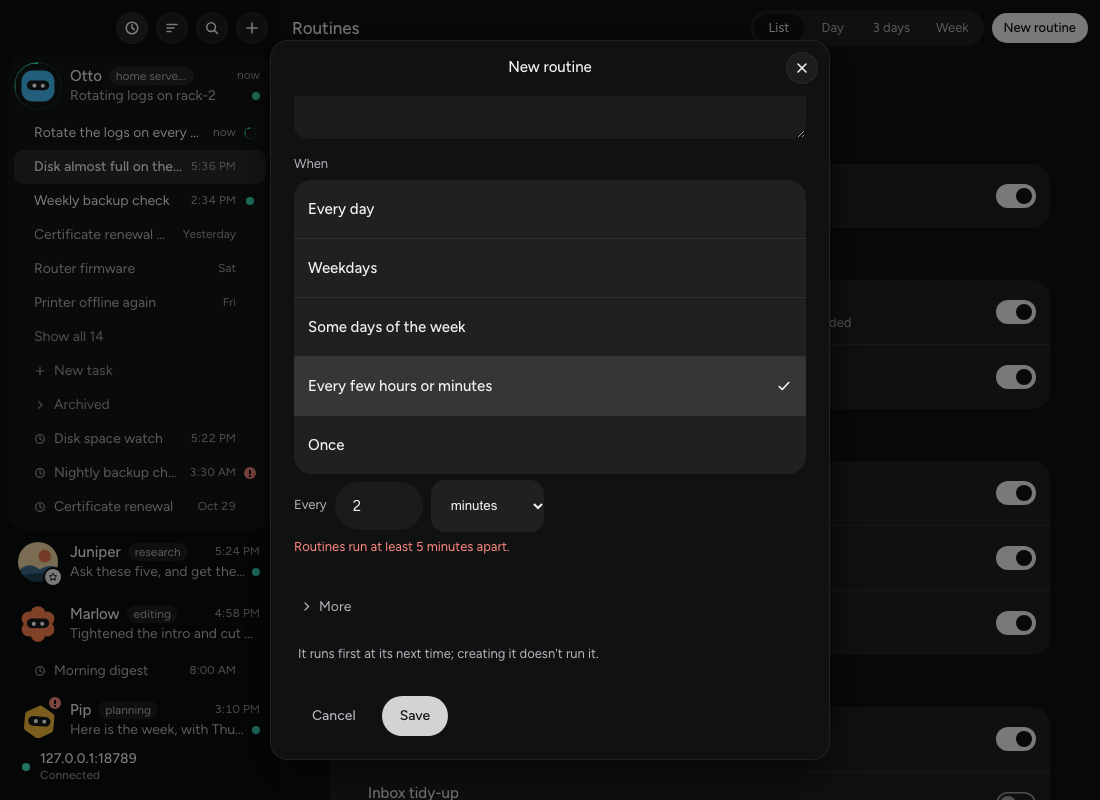 Routines
List
Day
3 days
Week
New routine
Otto
home serve...
now
Rotating logs on rack-2
Rotate the logs on every ...
now
Disk almost full on the...
5:36 PM
Weekly backup check
2:34 PM
Certificate renewal ...
Yesterday
Router firmware
Sat
Printer offline again
Fri
Show all 14
New task
Archived
Disk space watch
5:22 PM
Nightly backup ch...
3:30 AM
Certificate renewal
Oct 29
Juniper
research
5:24 PM
Ask these five, and get the...
Marlow
editing
4:58 PM
Tightened the intro and cut ...
Morning digest
8:00 AM
Pip
planning
3:10 PM
Here is the week, with Thu...
127.0.0.1:18789
Connected
New routine
When
Every day
Weekdays
Some days of the week
Every few hours or minutes
Once
Every
2
minutes
Routines run at least 5 minutes apart.
More
It runs first at its next time; creating it doesn't run it.
Cancel
Save
ded
Inbox tidy-up